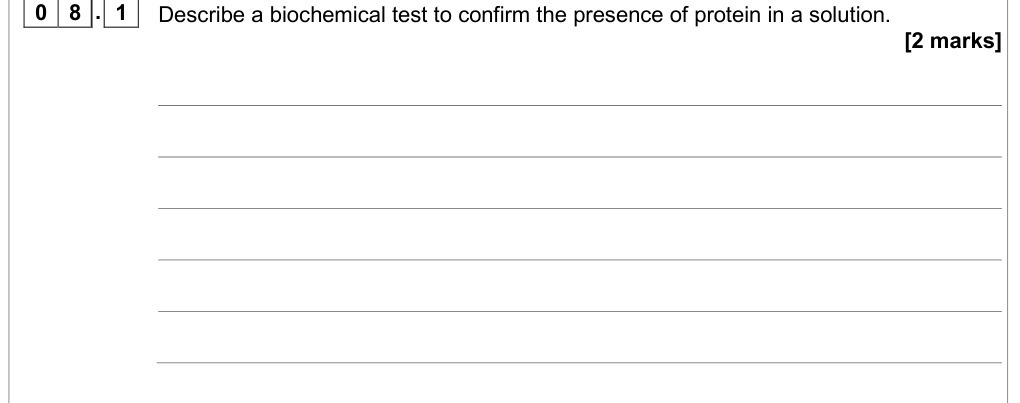 0 8 . 1 Describe a biochemical test to confirm the presence of protein in a solution.
[2 marks]